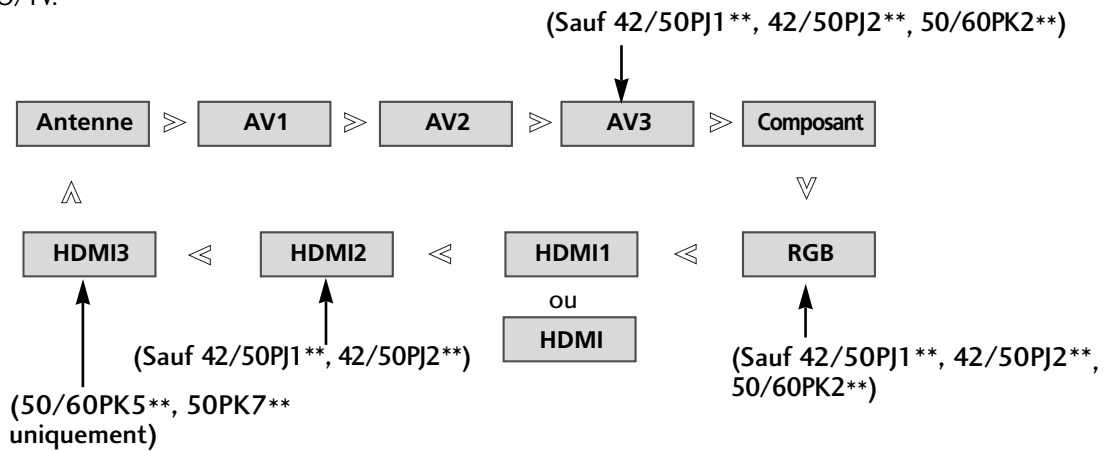 (Sauf 42/50PJ1**, 42/50PJ2**, 50/60PK2**)
Antenne
AV1
AV2
AV3
Composant
HDMI3
HDMI2
HDMI1
RGB
ou
HDMI
(Sauf 42/50PJ1**, 42/50PJ2**)
(Sauf 42/50PJ1**, 42/50PJ2**,
50/60PK2**)
(50/60PK5**, 50PK7**
uniquement)